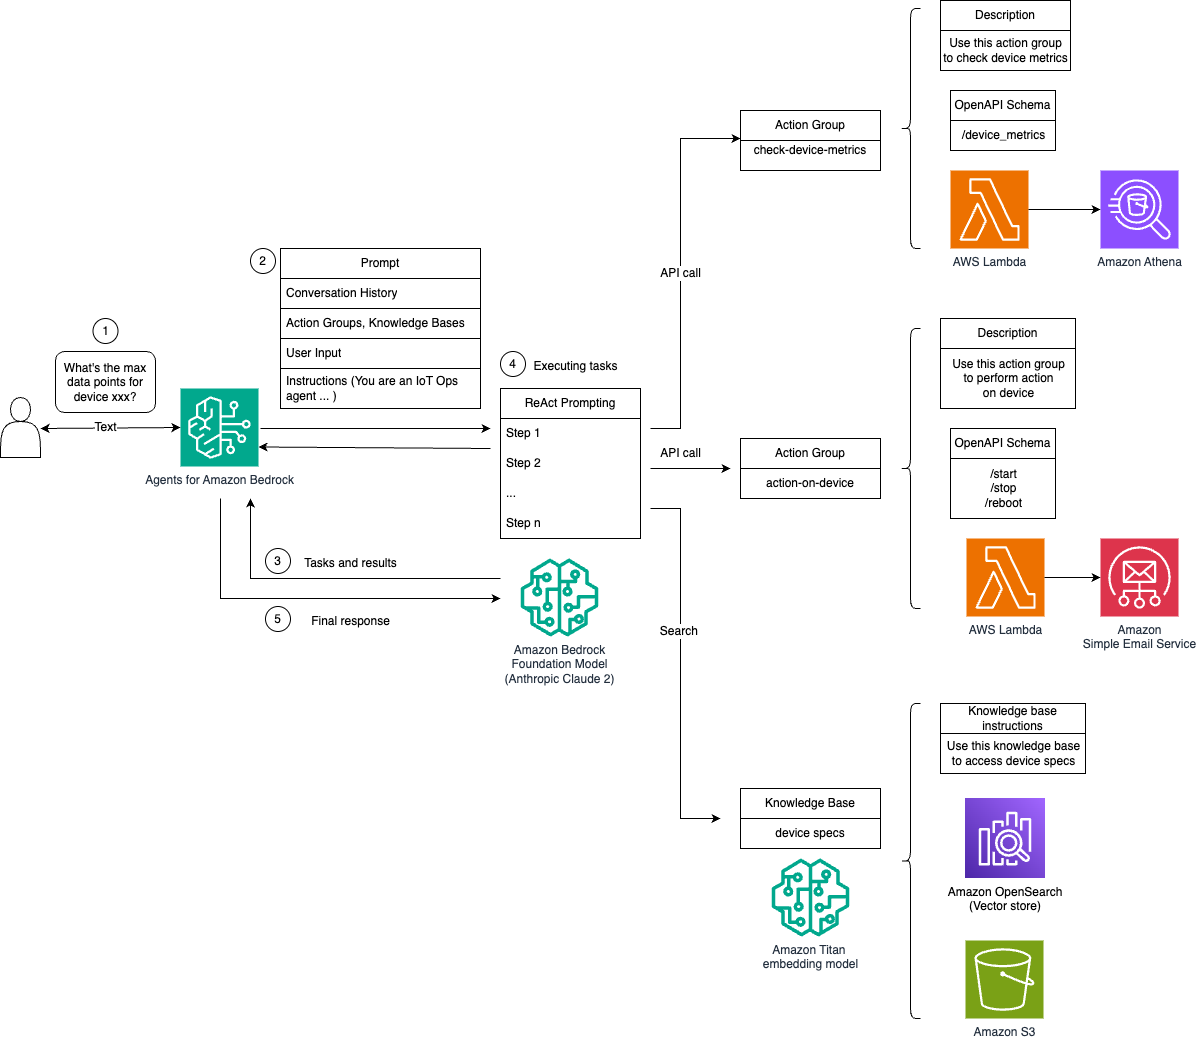 1
What's the max
data points for
device xxx?
Text
Agents for Amazon Bedrock
2
Prompt
Conversation History
Action Groups, Knowledge Bases
User Input
Instructions (You are an IoT Ops
agent ... )
3
Tasks and results
5
Final response
4
Executing tasks
ReAct Prompting
Step 1
Step 2
...
Step n
Amazon Bedrock
Foundation Model
(Anthropic Claude 2)
API call
API call
Search
Action Group
check-device-metrics
Description
Use this action group
to check device metrics
OpenAPI Schema
/device_metrics
AWS Lambda
Amazon Athena
Action Group
action-on-device
Description
Use this action group
to perform action
on device
OpenAPI Schema
/start
/stop
/reboot
AWS Lambda
Amazon
Simple Email Service
Knowledge Base
device specs
Amazon Titan
embedding model
Knowledge base
instructions
Use this knowledge base
to access device specs
Amazon OpenSearch
(Vector store)
Amazon S3